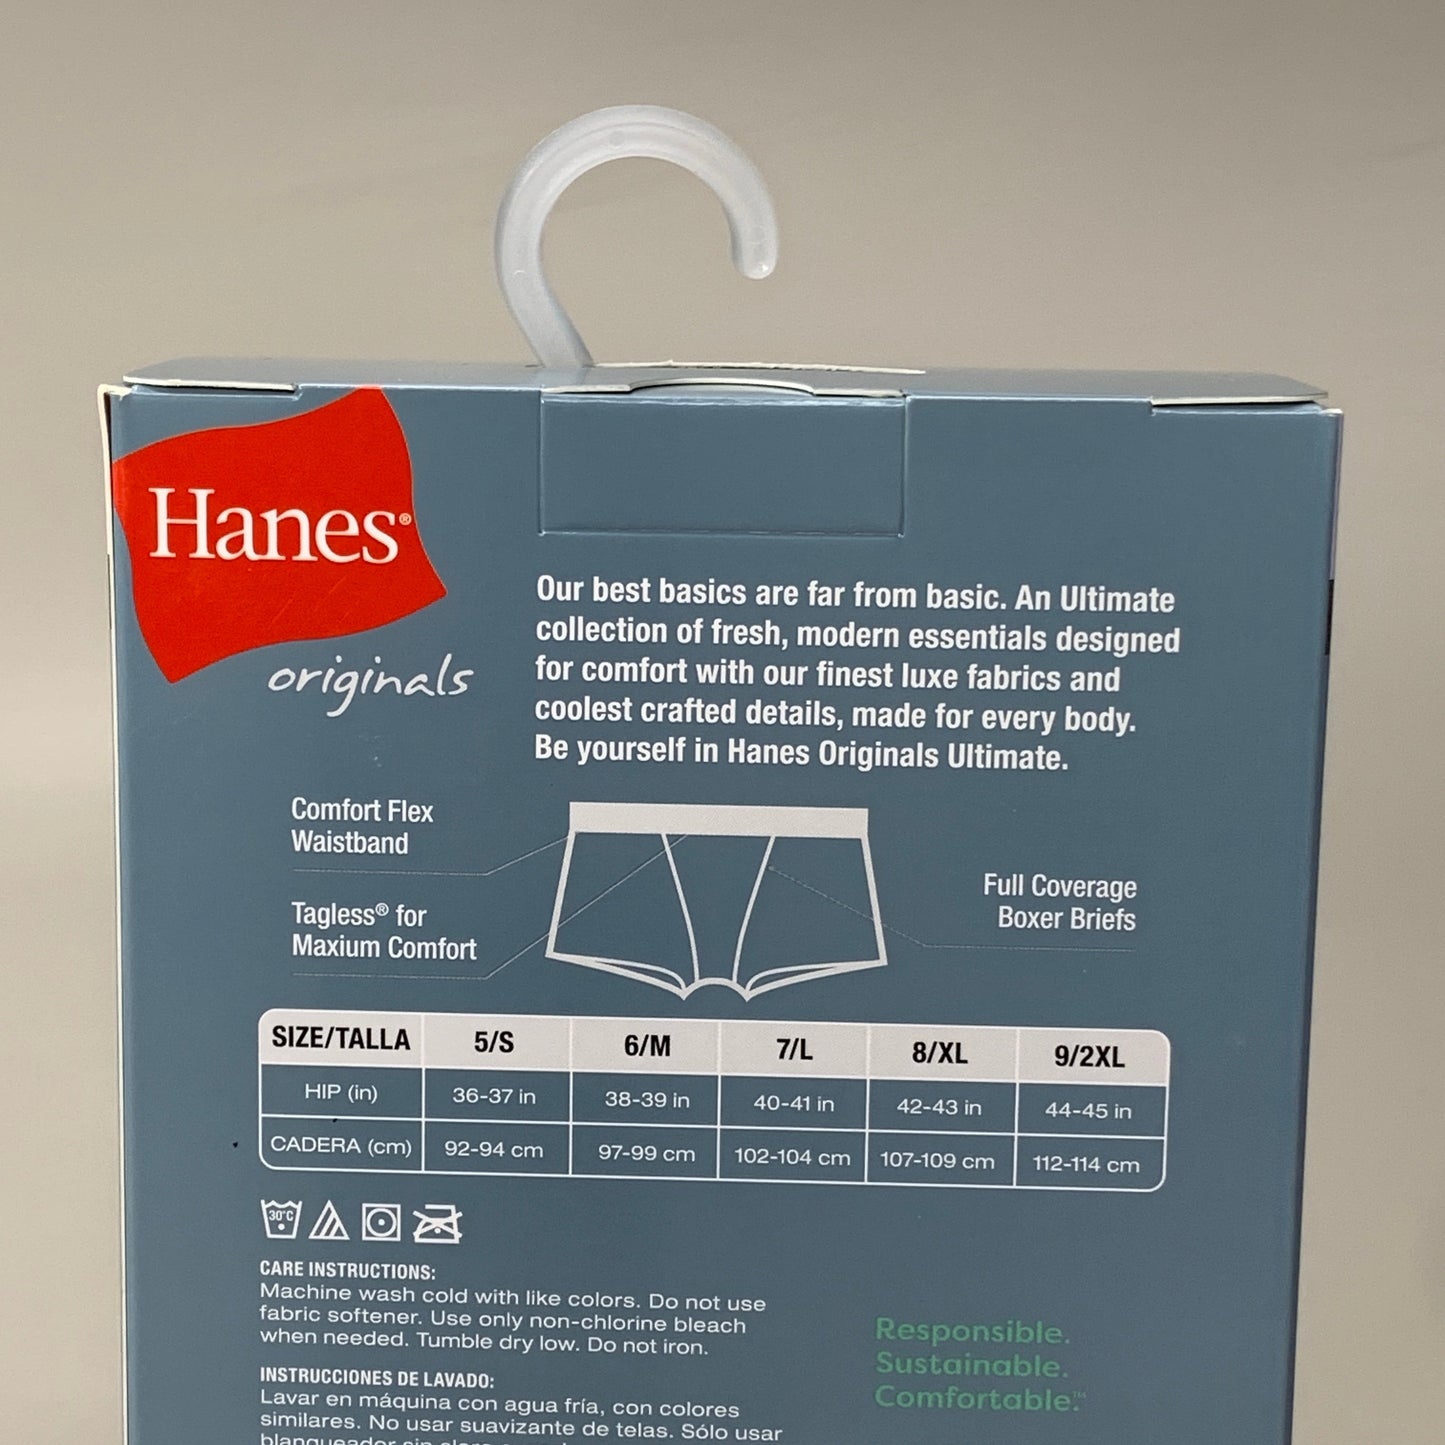 Hanes®
originals
Our best basics are far from basic. An Ultimate
collection of fresh, modern essentials designed
for comfort with our finest luxe fabrics and
coolest crafted details, made for every body.
Be yourself in Hanes Originals Ultimate.
Comfort Flex
Waistband
Tagless® for
Maxium Comfort
Full Coverage
Boxer Briefs
SIZE/TALLA 5/S 6/M 7/L 8/XL 9/2XL
HIP (in) 36-37 in 38-39 in 40-41 in 42-43 in 44-45 in
CADERA (cm) 92-94 cm 97-99 cm 102-104 cm 107-109 cm 112-114 cm
30°C
CARE INSTRUCTIONS:
Machine wash cold with like colors. Do not use
fabric softener. Use only non-chlorine bleach
when needed. Tumble dry low. Do not iron.
INSTRUCCIONES DE LAVADO:
Lavar en máquina con agua fría, con colores
similares. No usar suavizante de telas. Sólo usar
blanqueador sin
Responsible.
Sustainable.
Comfortable.™